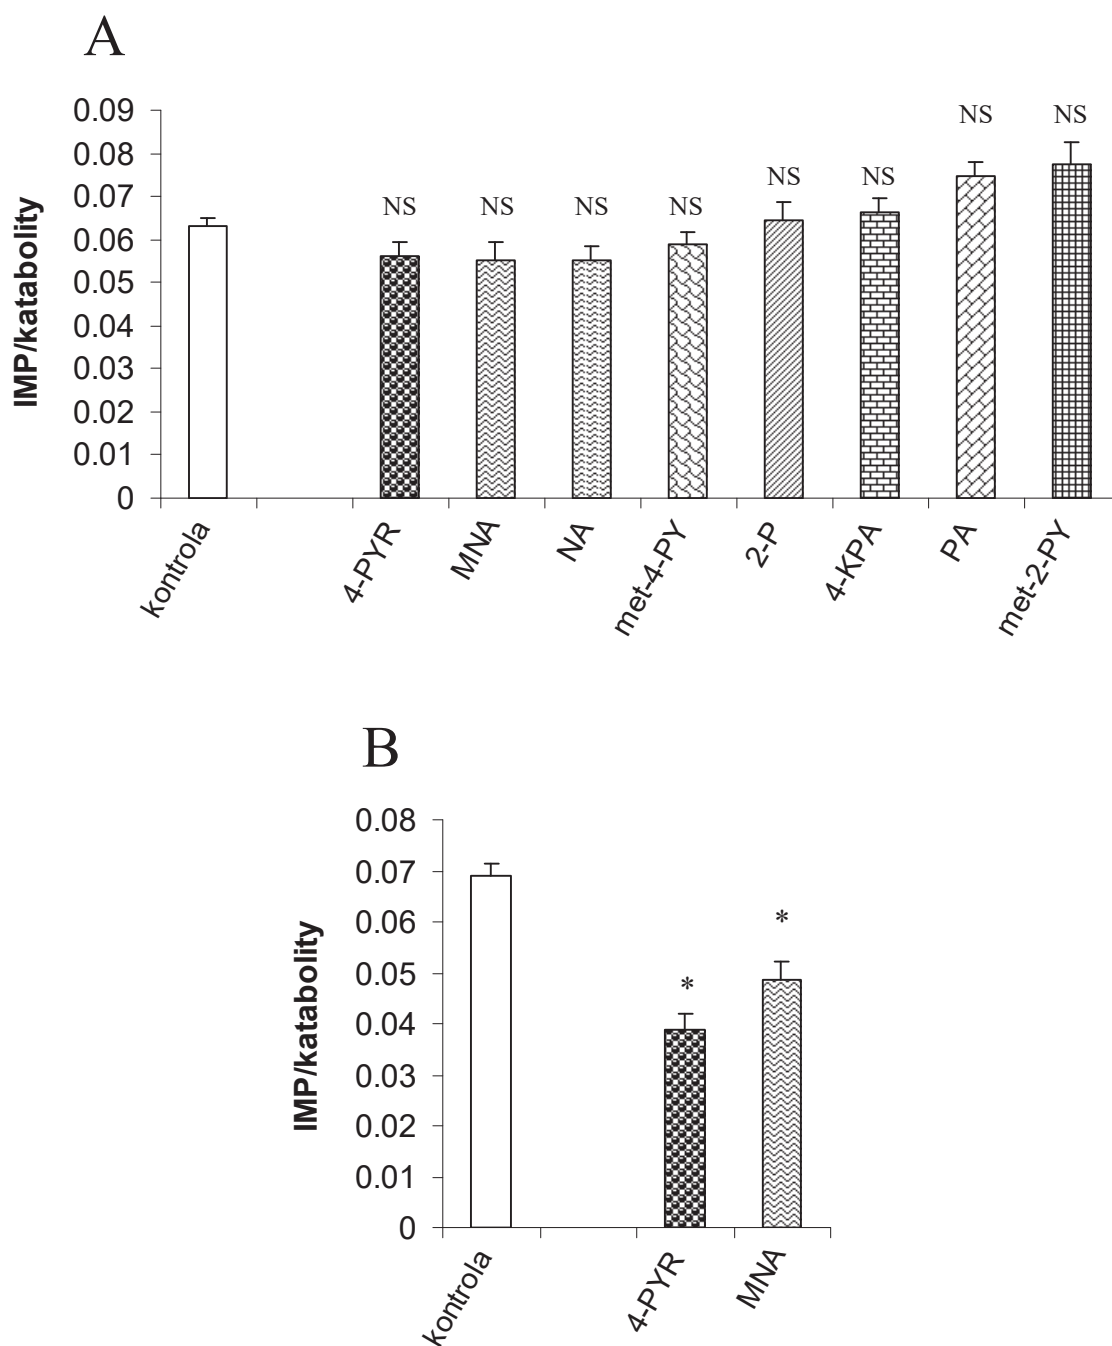 A
IMP/katabolity
0.09
0.08
0.07
0.06
0.05
0.04
0.03
0.02
0.01
0
NS
NS
NS
NS
NS
NS
NS
NS
kontrola
4-PYR
MNA
NA
met-4-PY
2-P
4-KPA
PA
met-2-PY
B
IMP/katabolity
0.08
0.07
0.06
0.05
0.04
0.03
0.02
0.01
0
*
*
kontrola
4-PYR
MNA